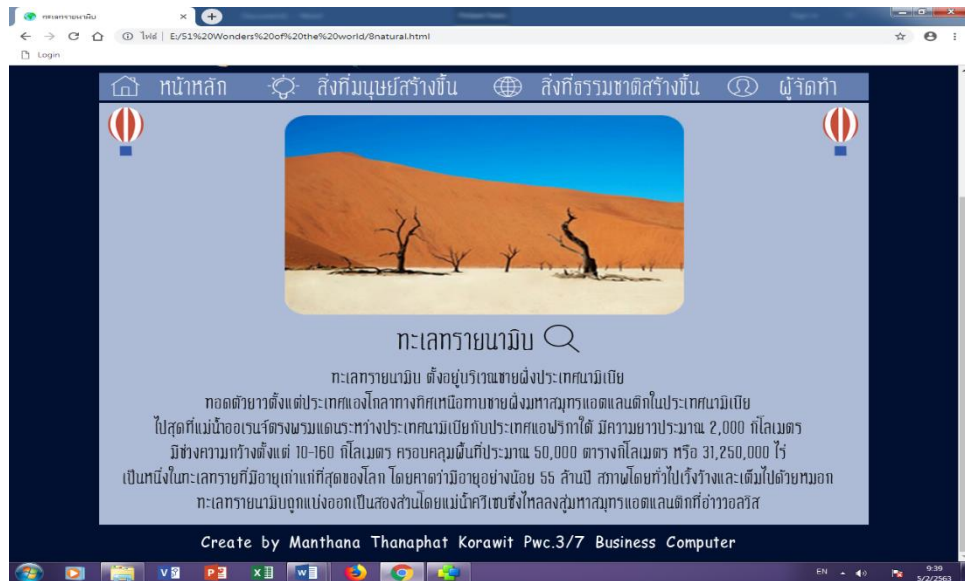 ทะเลทรายนามิบ
ไฟล์ | E:/51%20Wonders%20of%20the%20world/8natural.html
Login
หน้าหลัก สิ่งที่มนุษย์สร้างขึ้น สิ่งที่ธรรมชาติสร้างขึ้น ผู้จัดทำ
ทะเลทรายนามิบ
ทะเลทรายนามิบ ตั้งอยู่บริเวณชายฝั่งประเทศนามิเบีย
ทอดตัวยาวตั้งแต่ประเทศแองโกลาทางทิศเหนือทาบชายฝั่งมหาสมุทรแอตแลนติกในประเทศนามิเบีย
ไปสุดที่แม่น้ำออเรนจ์ตรงพรมแดนระหว่างประเทศนามิเบียกับประเทศแอฟริกาใต้ มีความยาวประมาณ 2,000 กิโลเมตร
มีช่วงความกว้างตั้งแต่ 10-160 กิโลเมตร ครอบคลุมพื้นที่ประมาณ 50,000 ตารางกิโลเมตร หรือ 31,250,000 ไร่
เป็นหนึ่งในทะเลทรายที่มีอายุเก่าแก่ที่สุดของโลก โดยคาดว่ามีอายุอย่างน้อย 55 ล้านปี สภาพโดยทั่วไปเวิ้งว้างและเต็มไปด้วยหมอก
ทะเลทรายนามิบถูกแบ่งออกเป็นสองส่วนโดยแม่น้ำควีเซบซึ่งไหลลงสู่มหาสมุทรแอตแลนติกที่อ่าววอลวิส
Create by Manthana Thanaphat Korawit Pwc.3/7 Business Computer
EN 9:39
5/2/2563